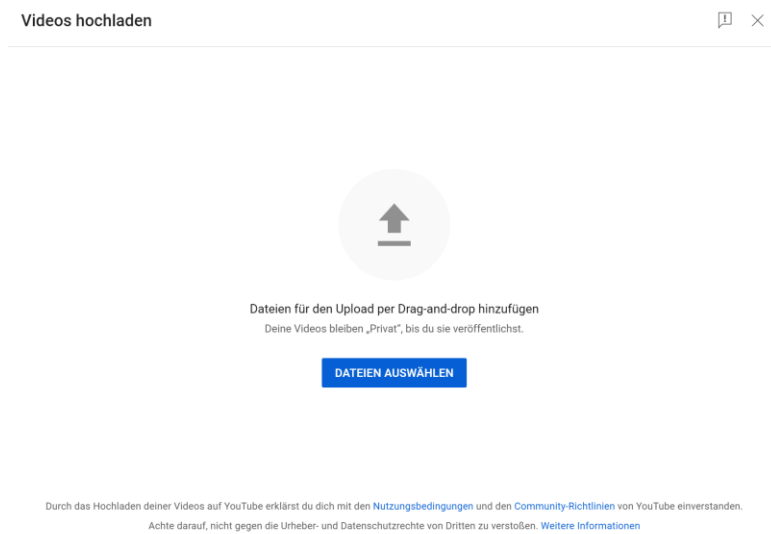 Videos hochladen
Dateien für den Upload per Drag-and-drop hinzufügen
Deine Videos bleiben „Privat“, bis du sie veröffentlichst.
DATEIEN AUSWÄHLEN
Durch das Hochladen deiner Videos auf YouTube erklärst du dich mit den Nutzungsbedingungen und den Community-Richtlinien von YouTube einverstanden.
Achte darauf, nicht gegen die Urheber- und Datenschutzrechte von Dritten zu verstoßen. Weitere Informationen